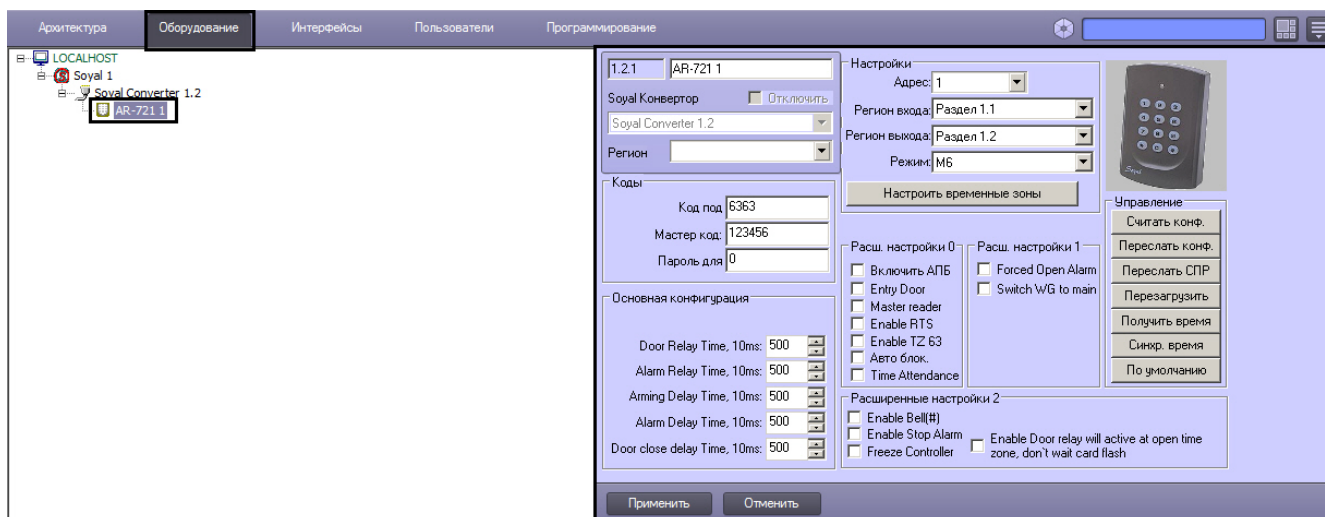 Архитектура Оборудование Интерфейсы Пользователи Программирование
LOCALHOST
Soyal 1
Soyal Converter 1.2
AR-721 1
1.2.1 AR-721 1
Soyal Конвертор Отключить
Soyal Converter 1.2
Регион
Коды
Код под 6363
Мастер код: 123456
Пароль для 0
Основная конфигурация
Door Relay Time, 10ms: 500
Alarm Relay Time, 10ms: 500
Arming Delay Time, 10ms: 500
Alarm Delay Time, 10ms: 500
Door close delay Time, 10ms: 500
Настройки
Адрес: 1
Регион входа: Раздел 1.1
Регион выхода: Раздел 1.2
Режим: M6
Настроить временные зоны
Расш. настройки 0
Включить АПБ
Entry Door
Master reader
Enable RTS
Enable TZ 63
Авто блок.
Time Attendance
Расш. настройки 1
Forced Open Alarm
Switch WG to main
Расширенные настройки 2
Enable Bell(#)
Enable Stop Alarm
Freeze Controller
Enable Door relay will active at open time
zone, don`t wait card
flash
Soyal
Управление
Считать конф.
Переслать конф.
Переслать СПР
Перезагрузить
Получить время
Синхр. время
По умолчанию
Применить Отменить